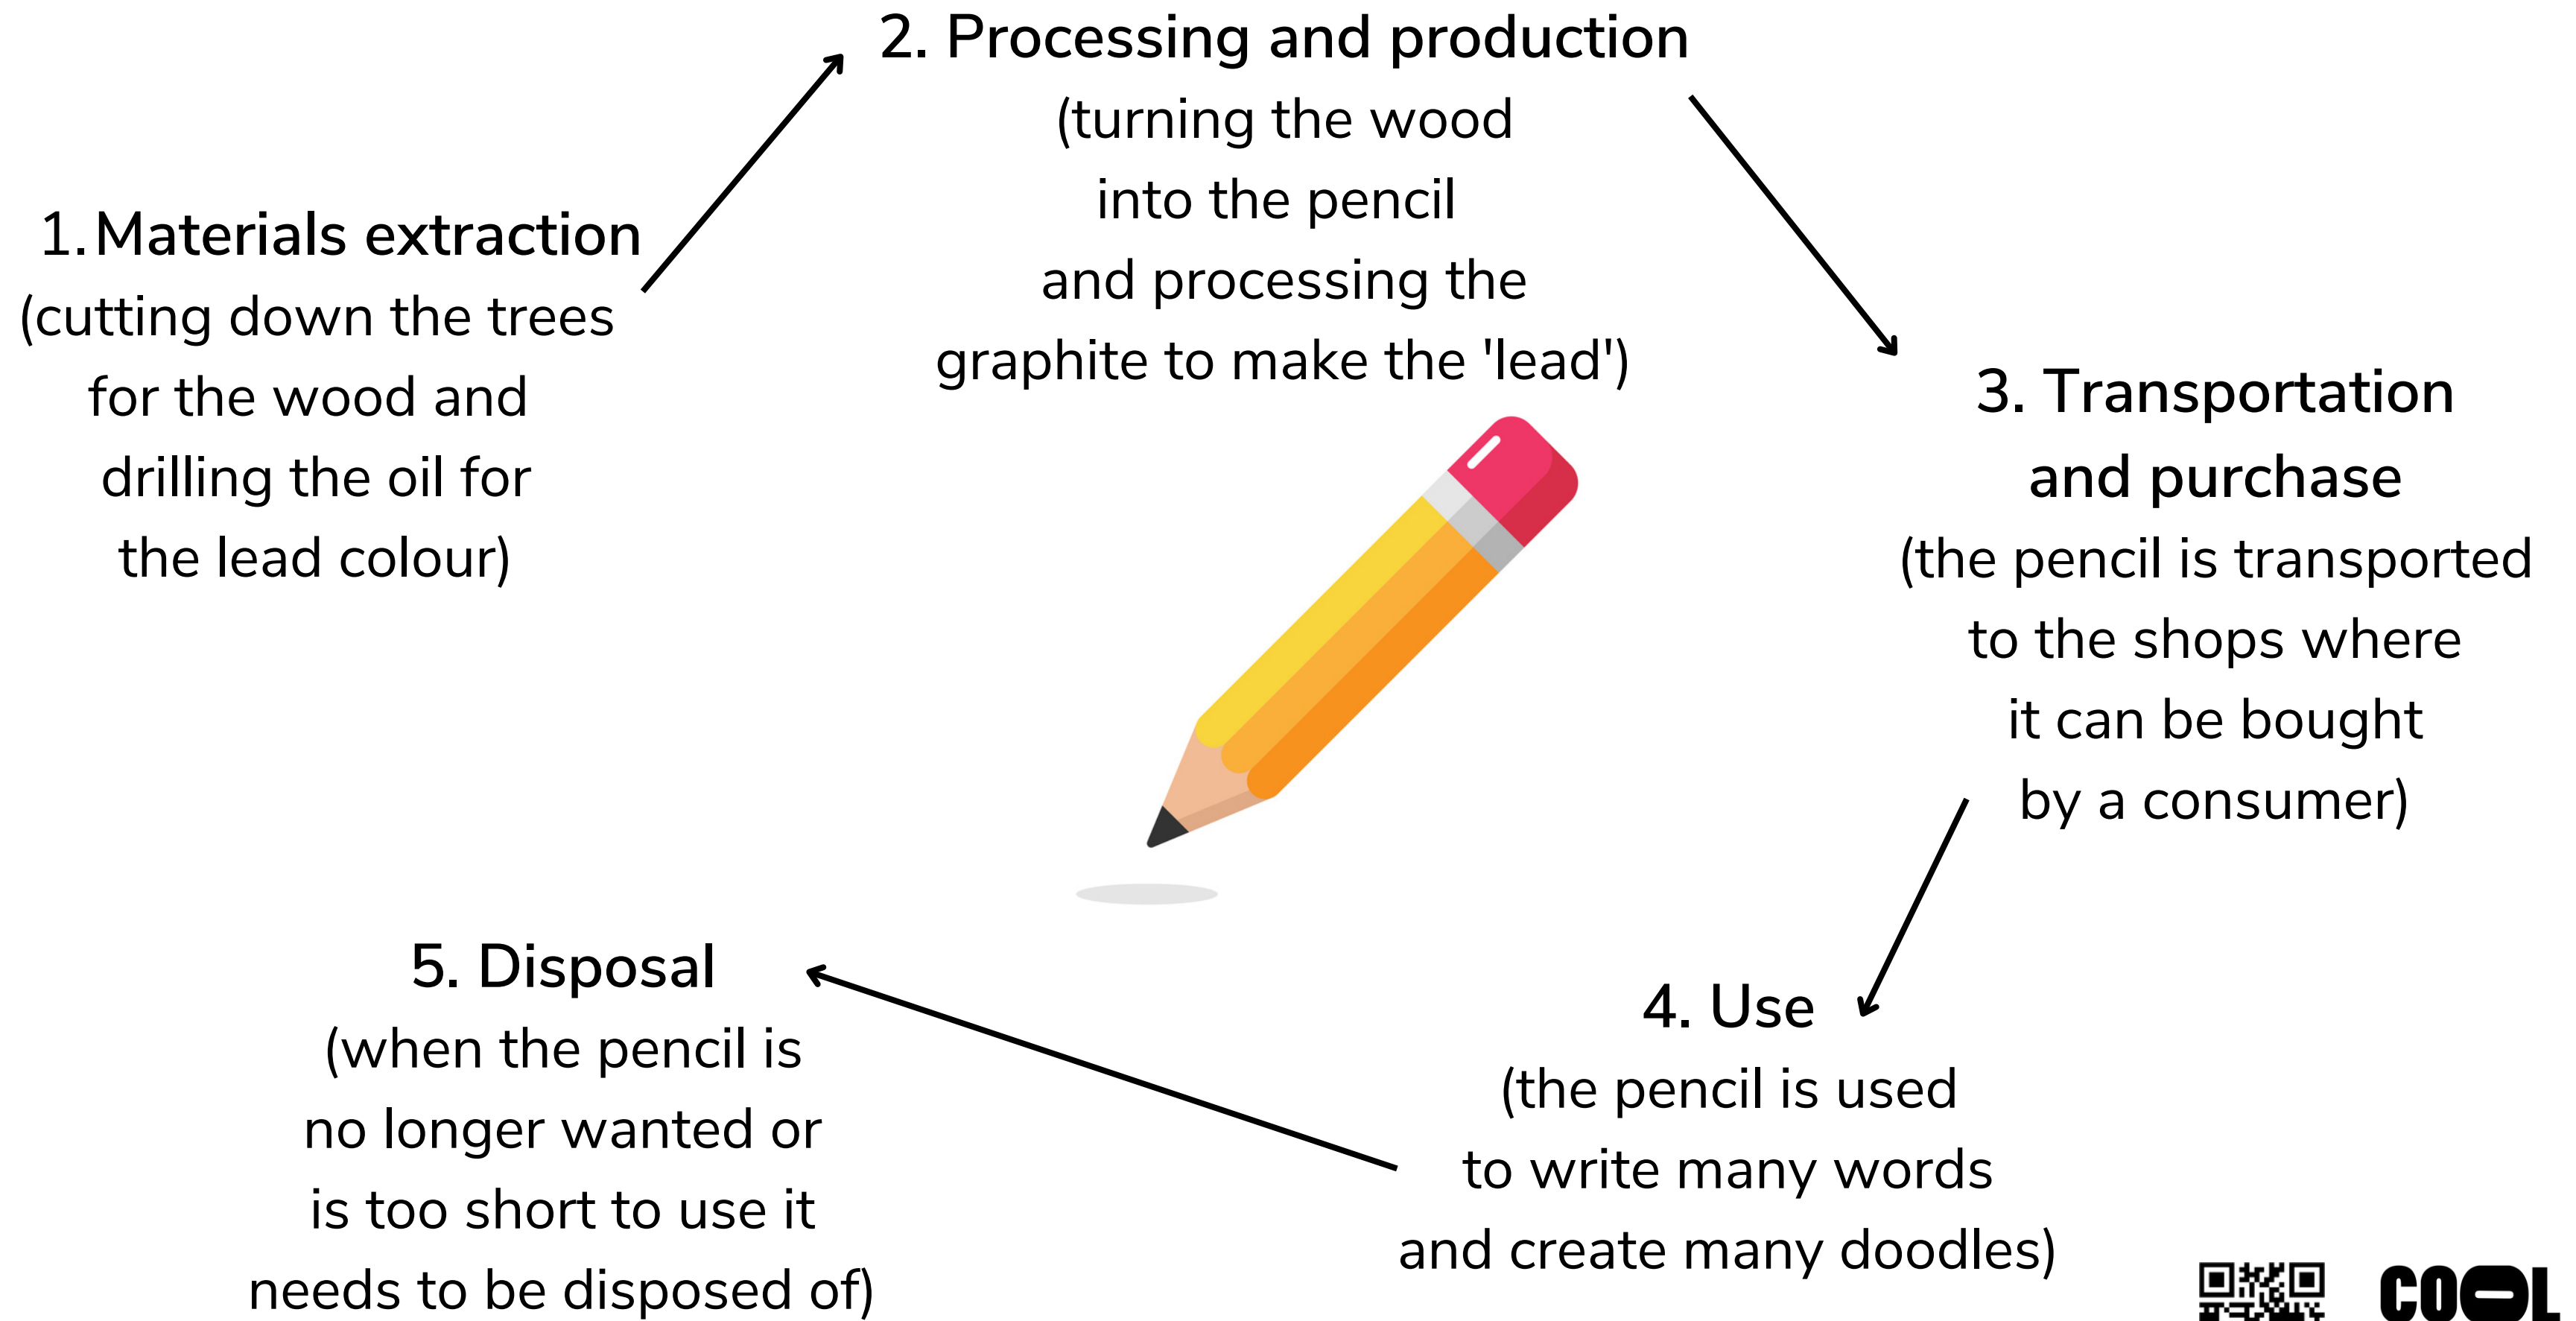 1. Materials extraction
(cutting down the trees
for the wood and
drilling the oil for
the lead colour)
2. Processing and production
(turning the wood
into the pencil
and processing the
graphite to make the 'lead')
3. Transportation
and purchase
(the pencil is transported
to the shops where
it can be bought
by a consumer)
4. Use
(the pencil is used
to write many words
and create many doodles)
5. Disposal
(when the pencil is
no longer wanted or
is too short to use it
needs to be disposed of)
COOL